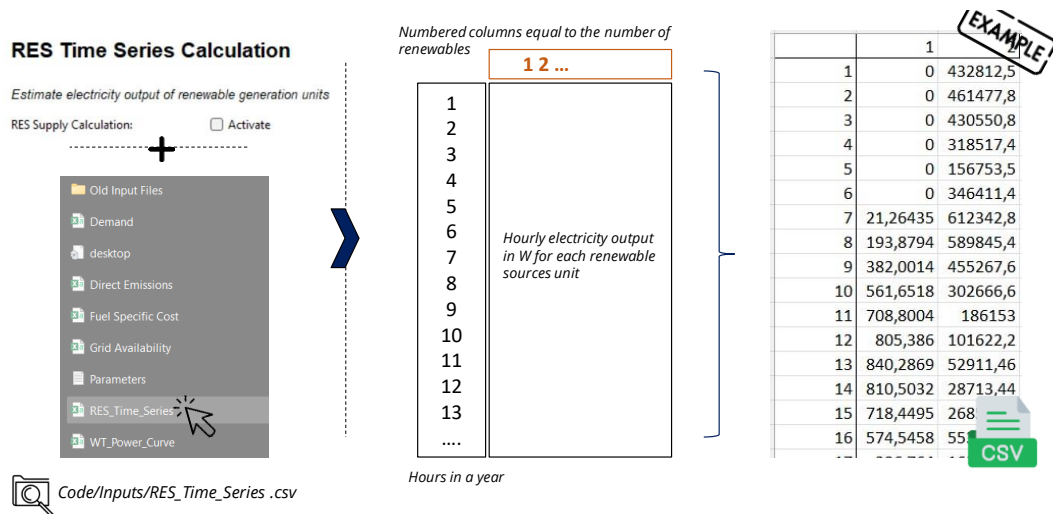 RES Time Series Calculation
Estimate electricity output of renewable generation units
RES Supply Calculation:
Activate
Old Input Files
Demand
desktop
Direct Emissions
Fuel Specific Cost
Grid Availability
Parameters
RES_Time_Series
WT_Power_Curve
Code/Inputs/RES_Time_Series .csv
Numbered columns equal to the number of
renewables
1 2 ...
1
2
3
4
5
6
7
8
9
10
11
12
13
....
Hourly electricity output
in W for each renewable
sources unit
Hours in a year
EXAMPLE
1
1 0 432812,5
2 0 461477,8
3 0 430550,8
4 0 318517,4
5 0 156753,5
6 0 346411,4
7 21,26435 612342,8
8 193,8794 589845,4
9 382,0014 455267,6
10 561,6518 302666,6
11 708,8004 186153
12 805,386 101622,2
13 840,2869 52911,46
14 810,5032 28713,44
15 718,4495
16 574,5458
CSV